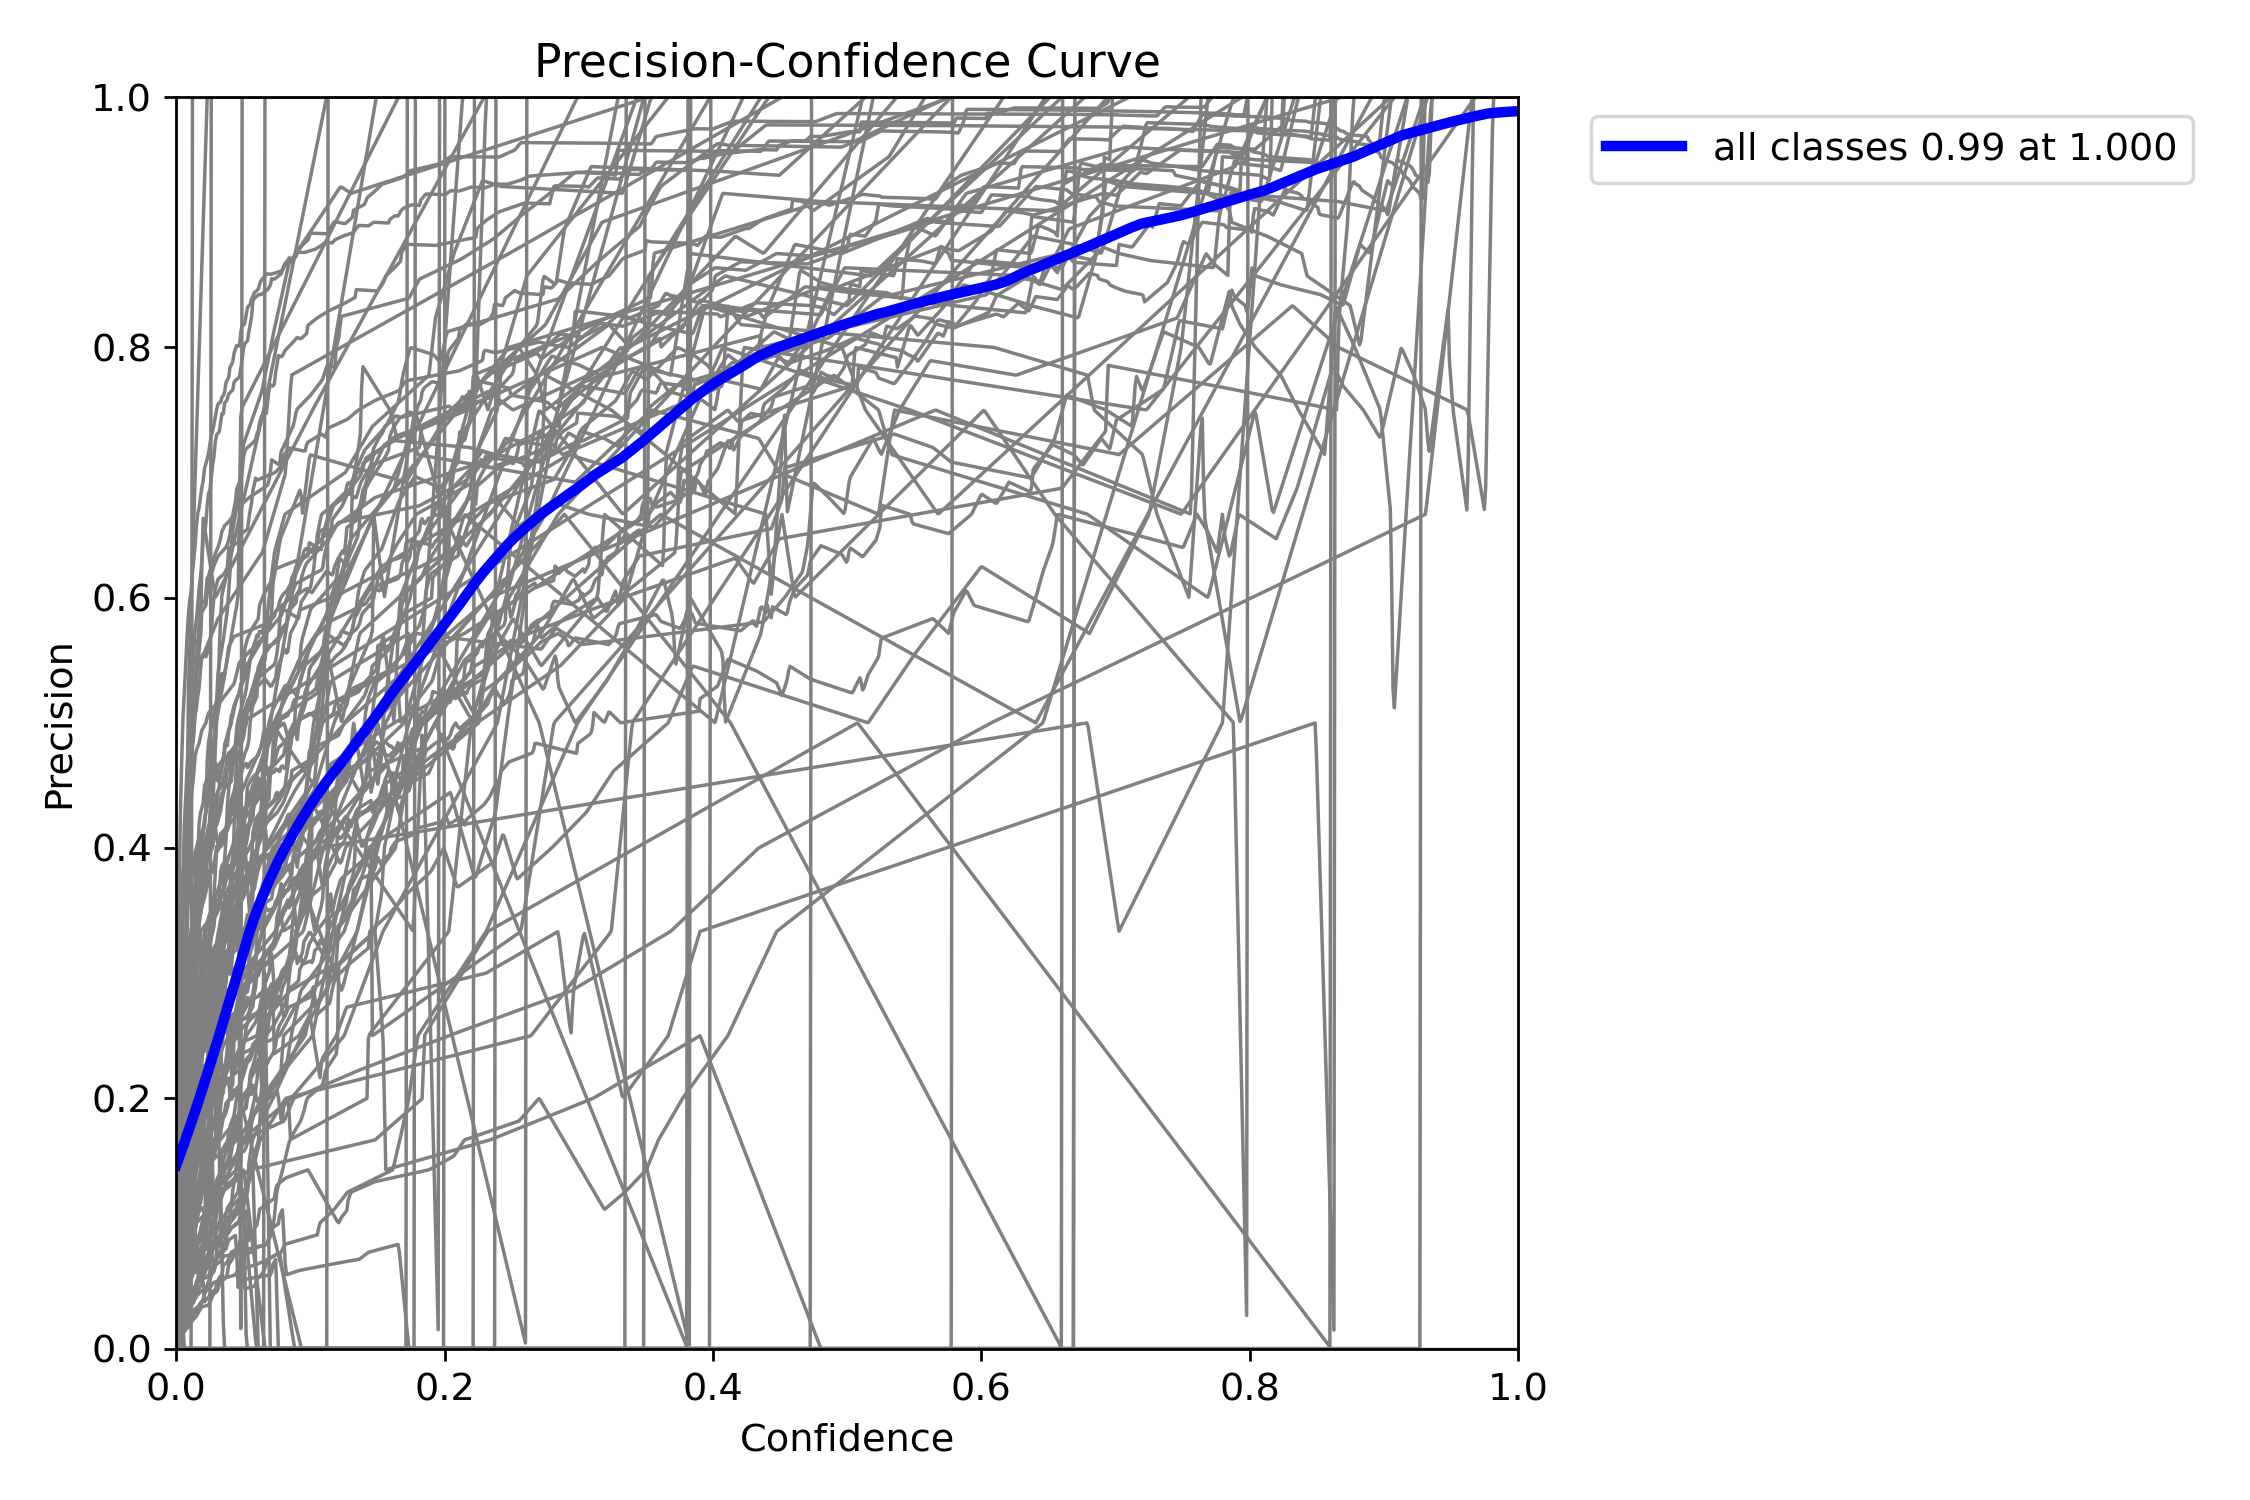 Precision-Confidence Curve
all classes 0.99 at 1.000
Precision
1.0
0.8
0.6
0.4
0.2
0.0
0.0 0.2 0.4 0.6 0.8 1.0
Confidence